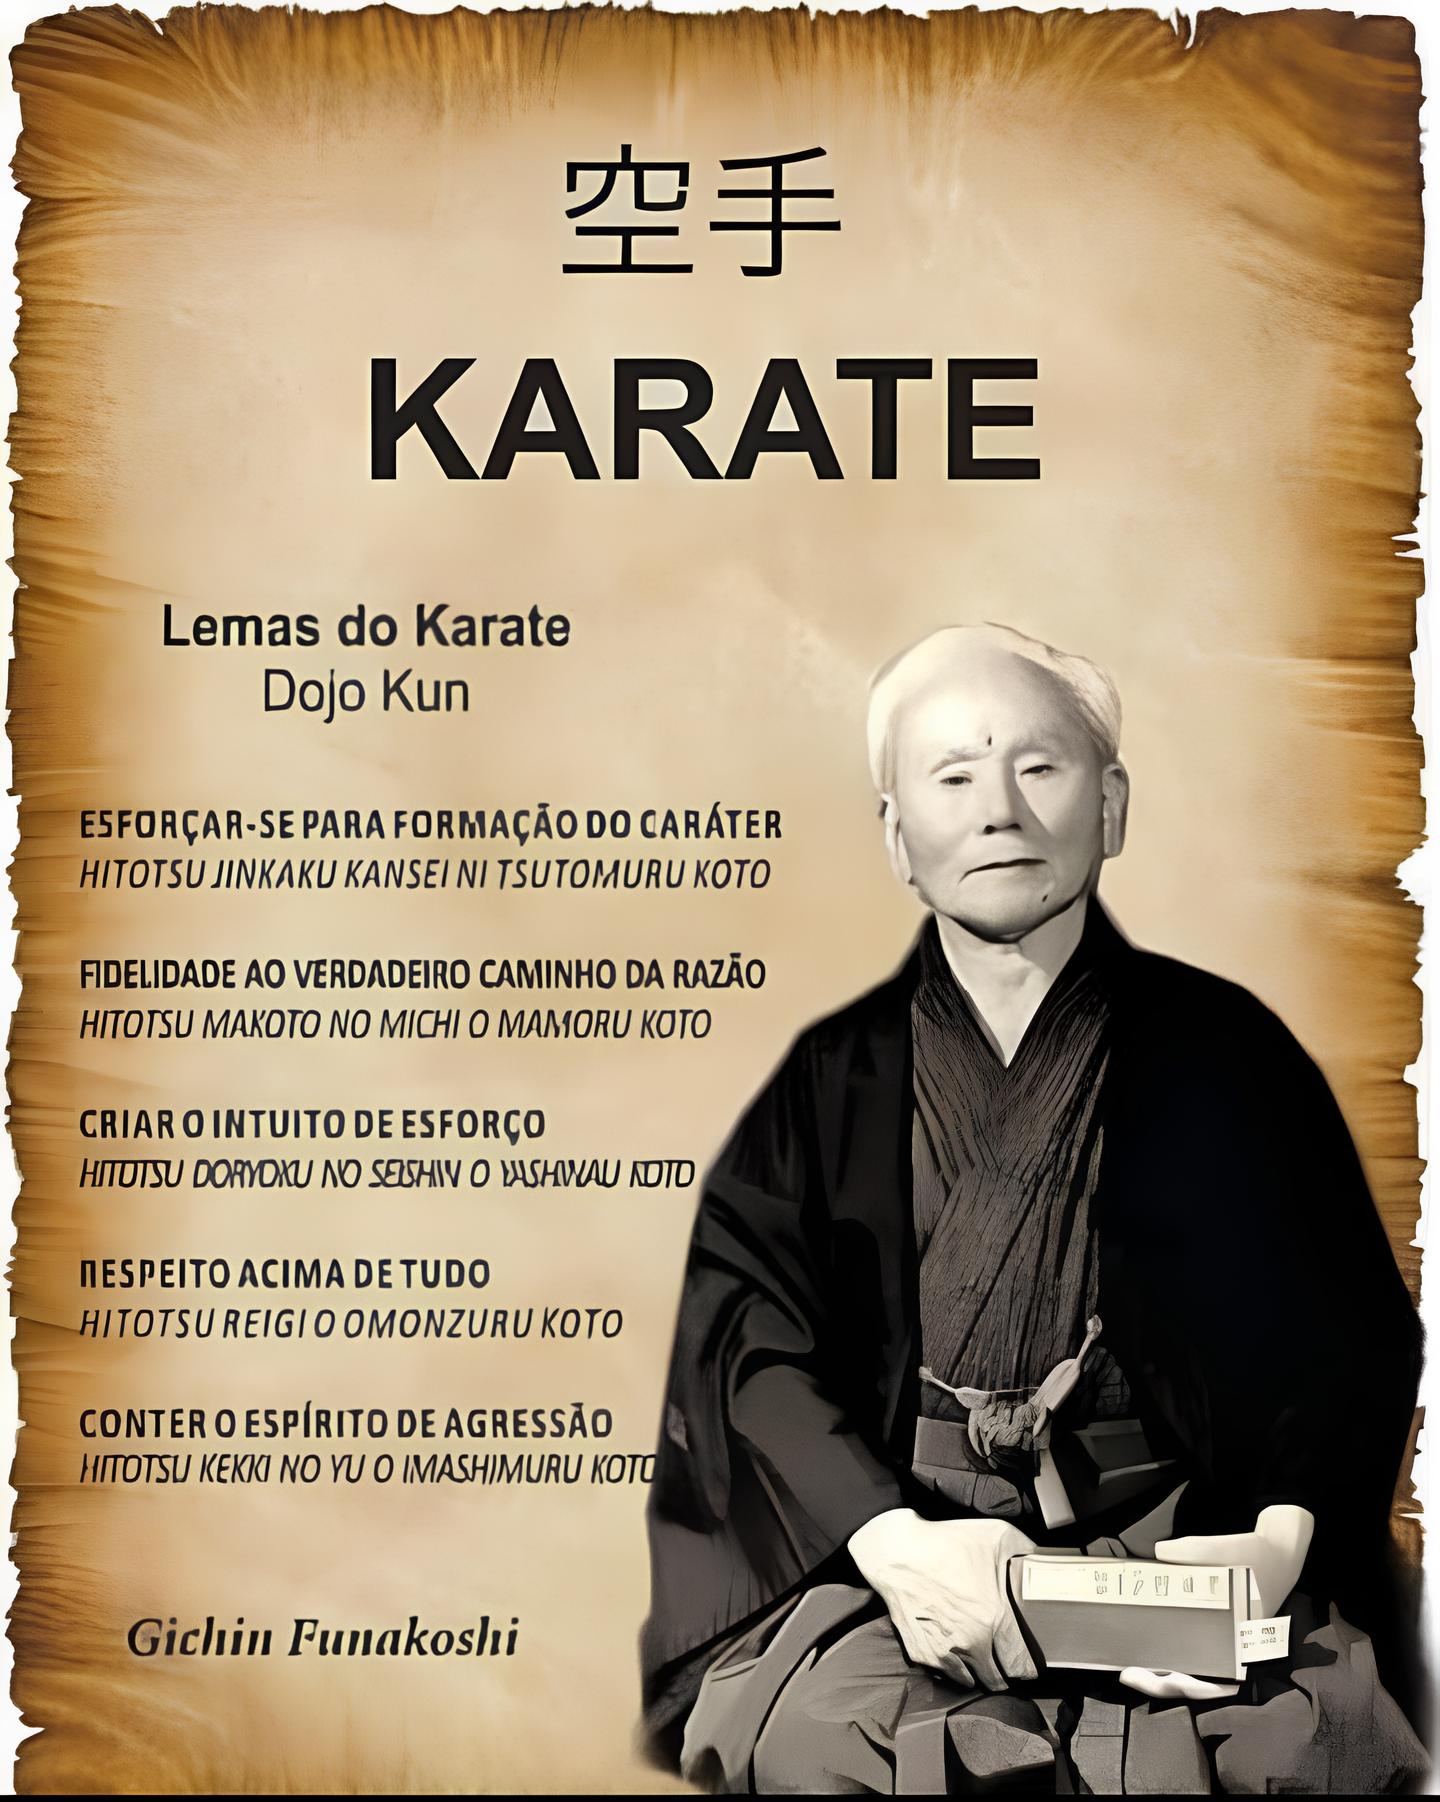 空手
KARATE
Lemas do Karate
Dojo Kun
ESFORÇAR-SE PARA FORMAÇÃO DO CARÁTER
HITOTSU JINKAKU KANSEI NI TSUTOMURU KOTO
FIDELIDADE AO VERDADEIRO CAMINHO DA RAZÃO
HITOTSU MAKOTO NO MICHI O MAMORU KOTO
CRIAR O INTUITO DE ESFORÇO
HITOTSU DORYOKU NO SEISHIN O YASHINAU KOTO
RESPEITO ACIMA DE TUDO
HITOTSU REIGI O OMONZURU KOTO
CONTER O ESPÍRITO DE AGRESSÃO
HITOTSU KEKKI NO YU O IMASHIMURU KOTO
Gichin Funakoshi